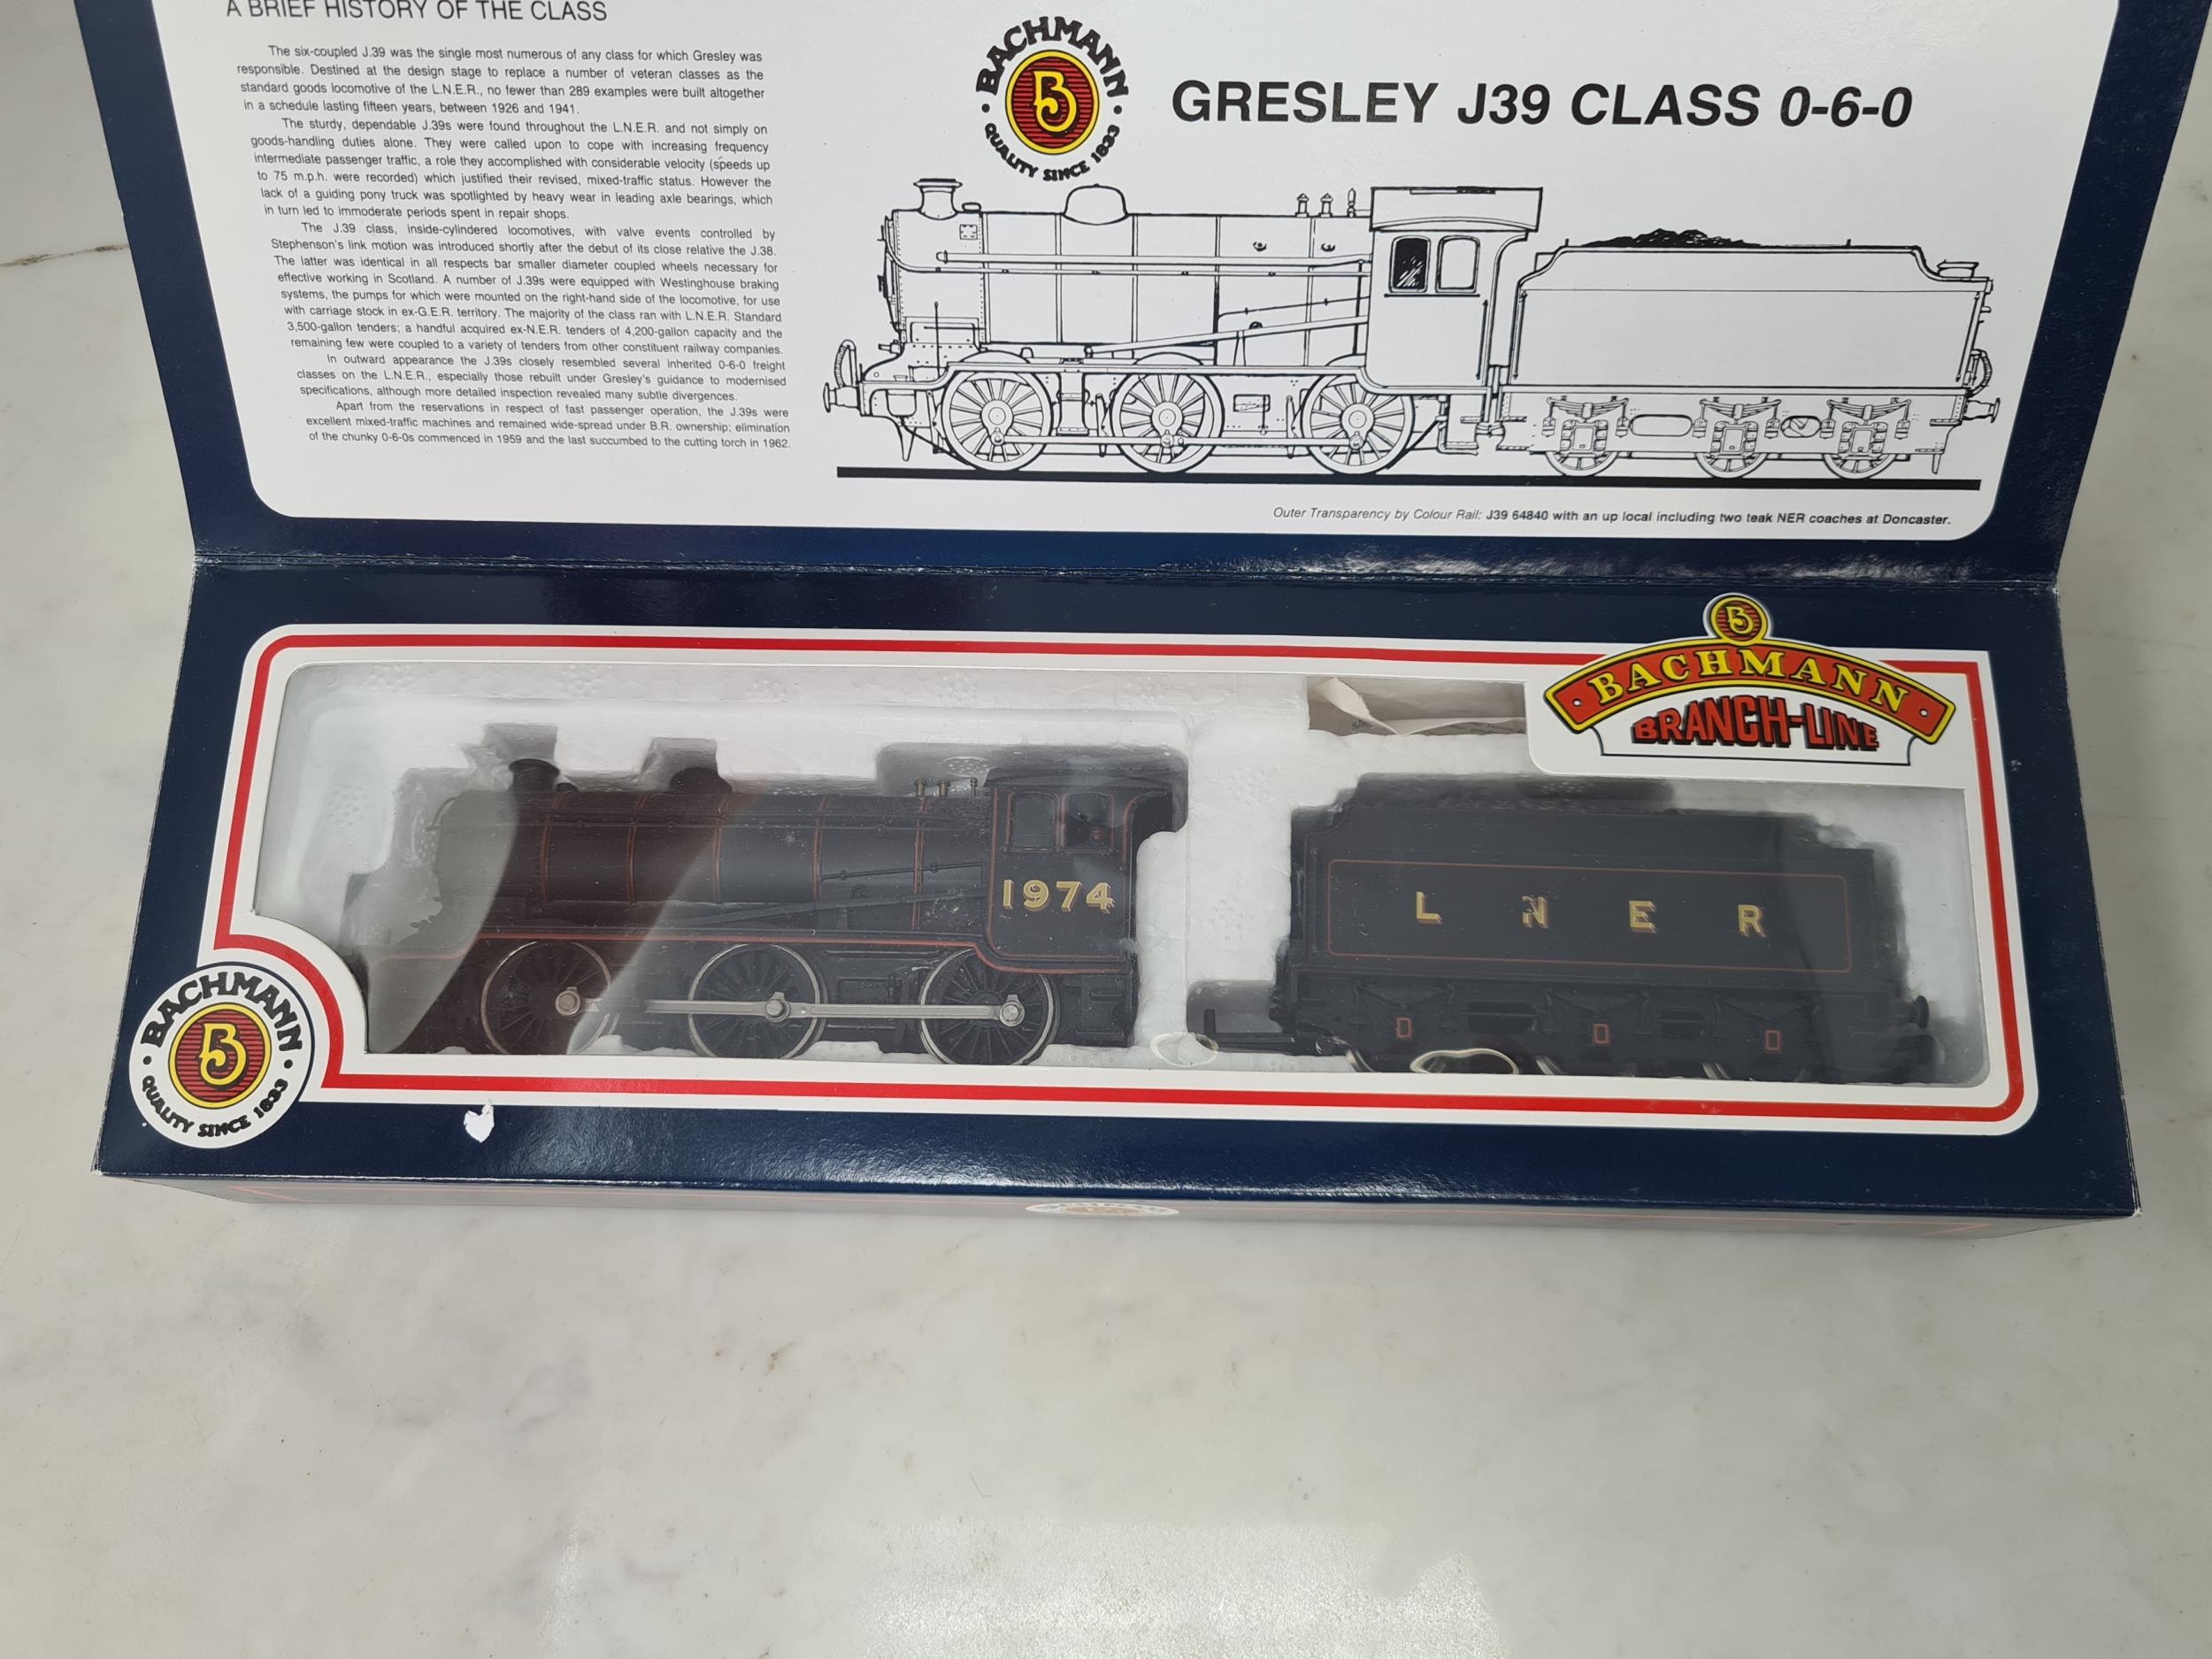 A BRIEF HISTORY OF THE CLASS
The six-coupled J.39 was the single most numerous of any class for which Gresley was
responsible. Destined at the design stage to replace a number of veteran classes as the
standard goods locomotive of the L.N.E.R., no fewer than 289 examples were built altogether
in a schedule lasting fifteen years, between 1926 and 1941.
The sturdy, dependable J.39s were found throughout the L.N.E.R. and not simply on
goods-handling duties alone. They were called upon to cope with increasing frequency
intermediate passenger traffic, a role they accomplished with considerable velocity (speeds up
to 75 m.p.h. were recorded) which justified their revised, mixed-traffic status. However the
lack of a guiding pony truck was spotlighted by heavy wear in leading axle bearings, which
in turn led to immoderate periods spent in repair shops.
The J.39 class, inside-cylindered locomotives, with valve events controlled by
Stephenson's link motion was introduced shortly after the debut of its close relative the J.38.
The latter was identical in all respects bar smaller diameter coupled wheels necessary for
effective working in Scotland. A number of J.39s were equipped with Westinghouse braking
systems, the pumps for which were mounted on the right-hand side of the locomotive, for use
with carriage stock in ex-G.E.R. territory. The majority of the class ran with L.N.E.R. Standard
3,500-gallon tenders; a handful acquired ex-N.E.R. tenders of 4,200-gallon capacity and the
remaining few were coupled to a variety of tenders from other constituent railway companies.
In outward appearance the J.39s closely resembled several inherited 0-6-0 freight
classes on the L.N.E.R., especially those rebuilt under Gresley's guidance to modernised
specifications, although more detailed inspection revealed many subtle divergences.
Apart from the reservations in respect of fast passenger operation, the J.39s were
excellent mixed-traffic machines and remained wide-spread under B.R. ownership; elimination
of the chunky 0-6-0s commenced in 1959 and the last succumbed to the cutting torch in 1962.
BACHMANN
B
QUALITY SINCE 1833
GRESLEY J39 CLASS 0-6-0
Outer Transparency by Colour Rail: J39 64840 with an up local including two teak NER coaches at Doncaster.
B
BACHMANN
BRANCH-LINE
1974
L N E R
BACHMANN
B
QUALITY SINCE 1833